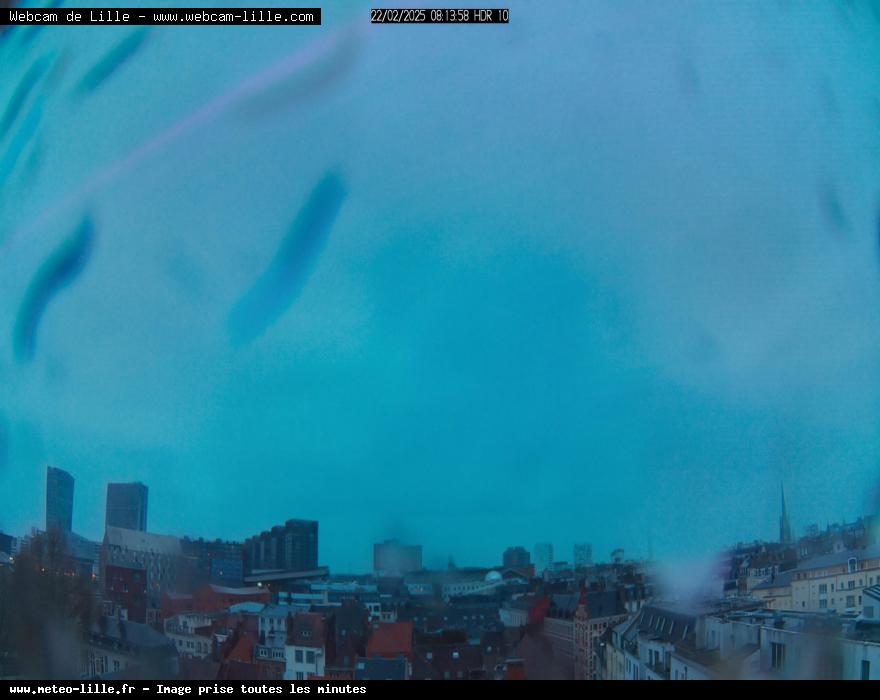 Webcam de Lille - www.webcam-lille.com
22/02/2025 08:13:58 HDR 10
www.meteo-lille.fr - Image prise toutes les minutes